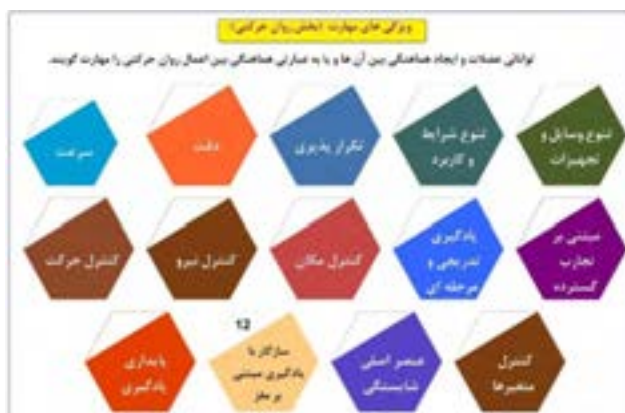 ویژگی های مهارت (بخش روان حرکتی)
توانائی عضلات و ایجاد هماهنگی بین آن ها و یا به عبارتی هماهنگی بین اعمال روان حرکتی را مهارت گویند.
تنوع وسایل و
تجهیزات
تنوع شرایط
و کاربرد
تکرار پذیری
دقت
سرعت
مبتنی بر
تجارب
گسترده
یادگیری
تدریجی و
مرحله ای
کنترل مکان
کنترل نیرو
کنترل حرکت
کنترل
متغیرها
عنصر اصلی
شایستگی
12
سازگار با
یادگیری مبتنی
بر مغز
پایداری
یادگیری